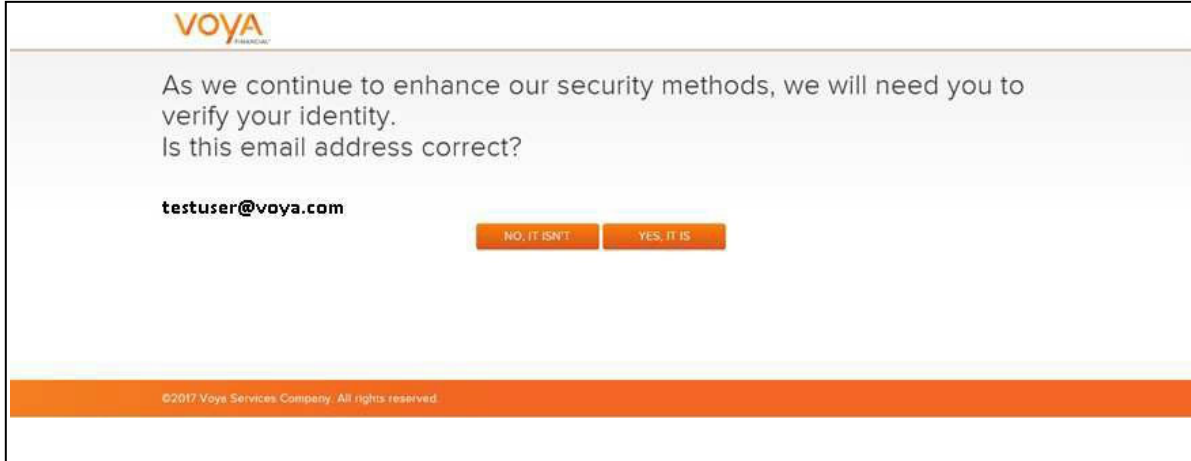 VOYA
FINANCIAL
As we continue to enhance our security methods, we will need you to
verify your identity.
Is this email address correct?
testuser@voya.com
NO, IT ISN'T YES, IT IS
©2017 Voya Services Company. All rights reserved.